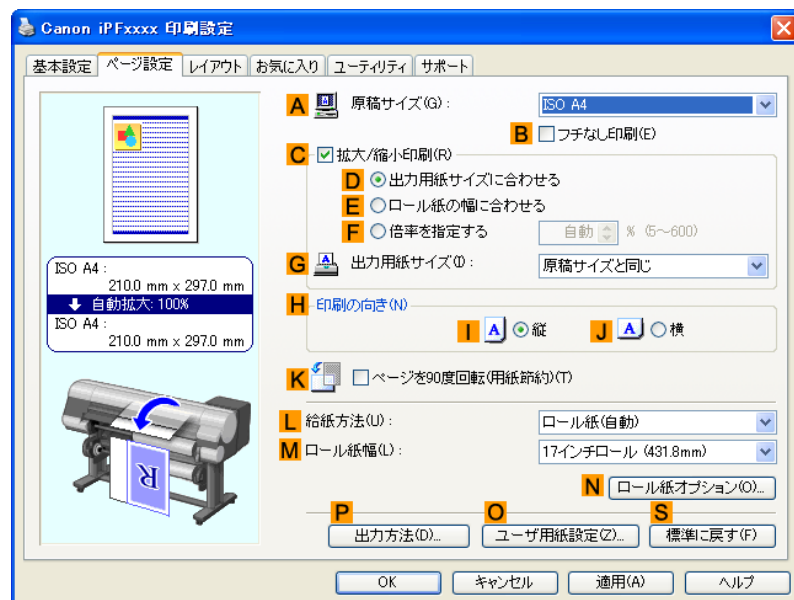 Canon iPFxxxx 印刷設定
基本設定 ページ設定 レイアウト お気に入り ユーティリティ サポート
A 原稿サイズ(G) : ISO A4
B フチなし印刷(E)
C 拡大/縮小印刷(R)
D 出力用紙サイズに合わせる
E ロール紙の幅に合わせる
F 倍率を指定する 自動 % (5~600)
G 出力用紙サイズ(I) : 原稿サイズと同じ
ISO A4 :
210.0 mm x 297.0 mm
自動拡大: 100%
ISO A4 :
210.0 mm x 297.0 mm
H 印刷の向き(N)
I A 縦 J A 横
K ページを90度回転(用紙節約)(T)
L 給紙方法(U) : ロール紙(自動)
M ロール紙幅(L) : 17インチロール (431.8mm)
R
N ロール紙オプション(O)...
P O S
出力方法(D)... ユーザ用紙設定(Z)... 標準に戻す(F)
OK キャンセル 適用(A) ヘルプ